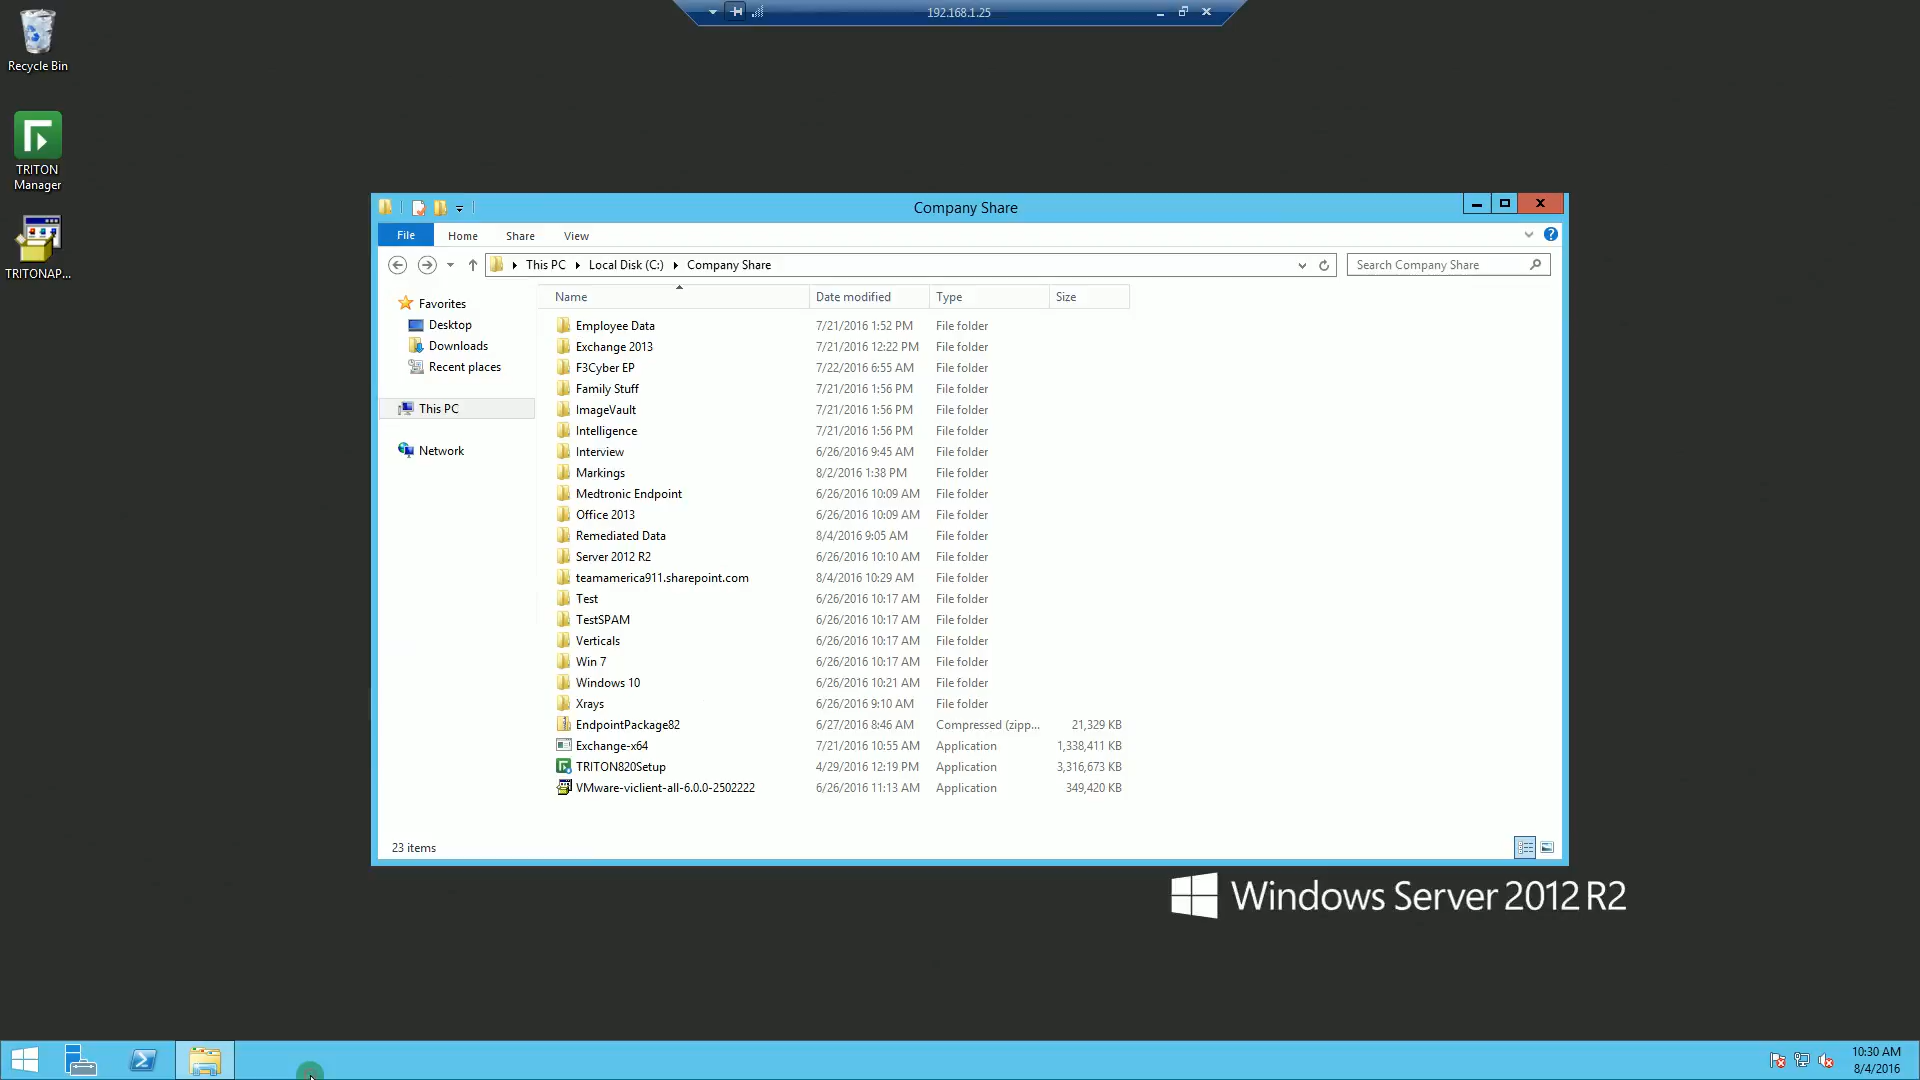 192.168.1.25
Recycle Bin
TRITON
Manager
TRITONAP...
Company Share
File Home Share View
This PC Local Disk (C:) Company Share
Search Company Share
Favorites
Desktop
Downloads
Recent places
This PC
Network
Name Date modified Type Size
Employee Data 7/21/2016 1:52 PM File folder
Exchange 2013 7/21/2016 12:22 PM File folder
F3Cyber EP 7/22/2016 6:55 AM File folder
Family Stuff 7/21/2016 1:56 PM File folder
ImageVault 7/21/2016 1:56 PM File folder
Intelligence 7/21/2016 1:56 PM File folder
Interview 6/26/2016 9:45 AM File folder
Markings 8/2/2016 1:38 PM File folder
Medtronic Endpoint 6/26/2016 10:09 AM File folder
Office 2013 6/26/2016 10:09 AM File folder
Remediated Data 8/4/2016 9:05 AM File folder
Server 2012 R2 6/26/2016 10:10 AM File folder
teamamerica911.sharepoint.com 8/4/2016 10:29 AM File folder
Test 6/26/2016 10:17 AM File folder
TestSPAM 6/26/2016 10:17 AM File folder
Verticals 6/26/2016 10:17 AM File folder
Win 7 6/26/2016 10:17 AM File folder
Windows 10 6/26/2016 10:21 AM File folder
Xrays 6/26/2016 9:10 AM File folder
EndpointPackage82 6/27/2016 8:46 AM Compressed (zipp... 21,329 KB
Exchange-x64 7/21/2016 10:55 AM Application 1,338,411 KB
TRITON820Setup 4/29/2016 12:19 PM Application 3,316,673 KB
VMware-viclient-all-6.0.0-2502222 6/26/2016 11:13 AM Application 349,420 KB
23 items
Windows Server 2012 R2
10:30 AM
8/4/2016